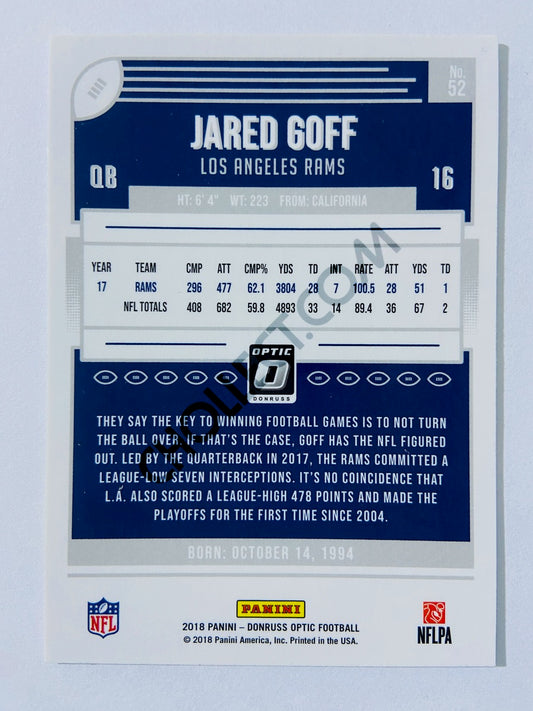 No.
52
JARED GOFF
LOS ANGELES RAMS
QB
16
HT: 6' 4" WT: 223 FROM: CALIFORNIA
YEAR TEAM CMP ATT CMP% YDS TD INT RATE ATT YDS TD
17 RAMS 296 477 62.1 3804 28 7 100.5 28 51 1
NFL TOTALS 408 682 59.8 4893 33 14 89.4 36 67 2
OPTIC
DONRUSS
THEY SAY THE KEY TO WINNING FOOTBALL GAMES IS TO NOT TURN
THE BALL OVER. IF THAT'S THE CASE, GOFF HAS THE NFL FIGURED
OUT. LED BY THE QUARTERBACK IN 2017, THE RAMS COMMITTED A
LEAGUE-LOW SEVEN INTERCEPTIONS. IT'S NO COINCIDENCE THAT
L.A. ALSO SCORED A LEAGUE-HIGH 478 POINTS AND MADE THE
PLAYOFFS FOR THE FIRST TIME SINCE 2004.
BORN: OCTOBER 14, 1994
NFL
PANINI
2018 PANINI – DONRUSS OPTIC FOOTBALL
© 2018 Panini America, Inc. Printed in the USA.
NFLPA